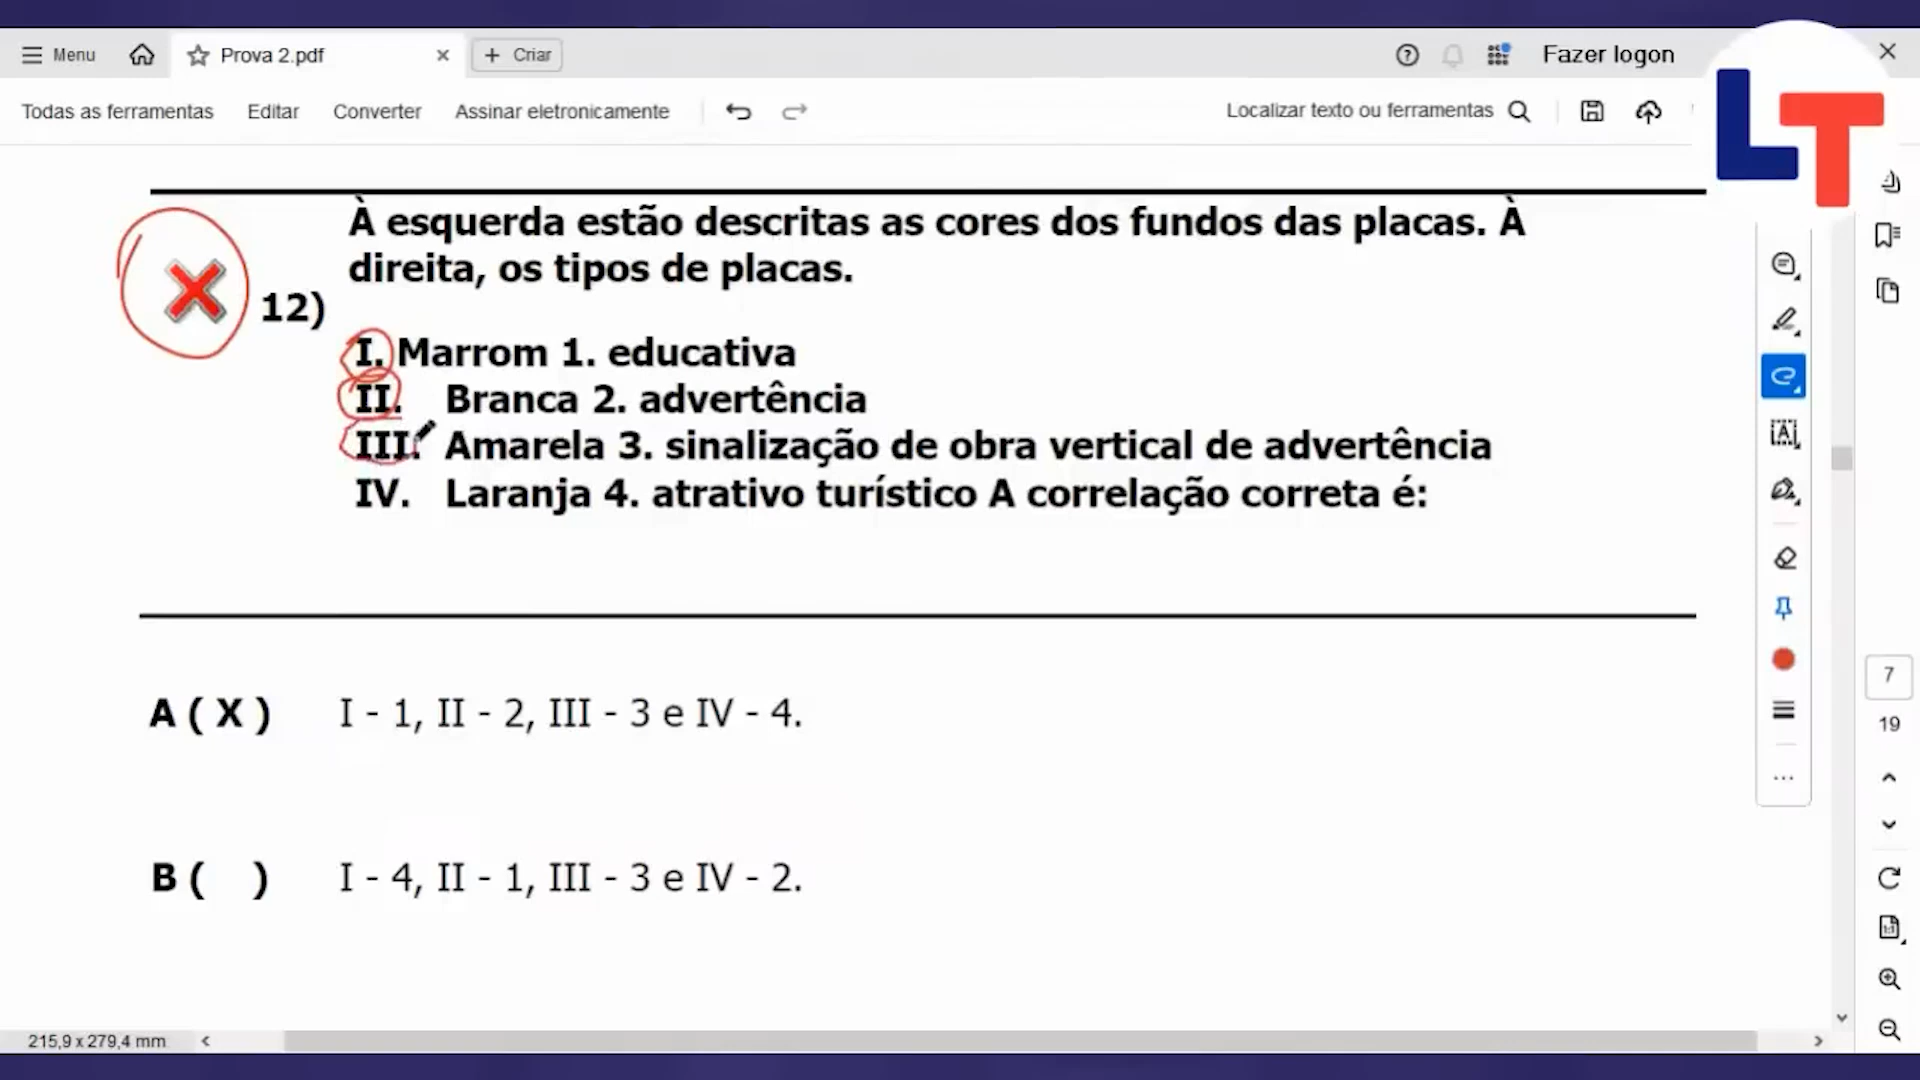 Menu
Prova 2.pdf
Criar
Fazer logon
Todas as ferramentas
Editar
Converter
Assinar eletronicamente
Localizar texto ou ferramentas
LT
À esquerda estão descritas as cores dos fundos das placas. À
direita, os tipos de placas.
12)
I. Marrom 1. educativa
II. Branca 2. advertência
III. Amarela 3. sinalização de obra vertical de advertência
IV. Laranja 4. atrativo turístico A correlação correta é:
A ( X ) I - 1, II - 2, III - 3 e IV - 4.
B ( ) I - 4, II - 1, III - 3 e IV - 2.
7
19
215,9 x 279,4 mm